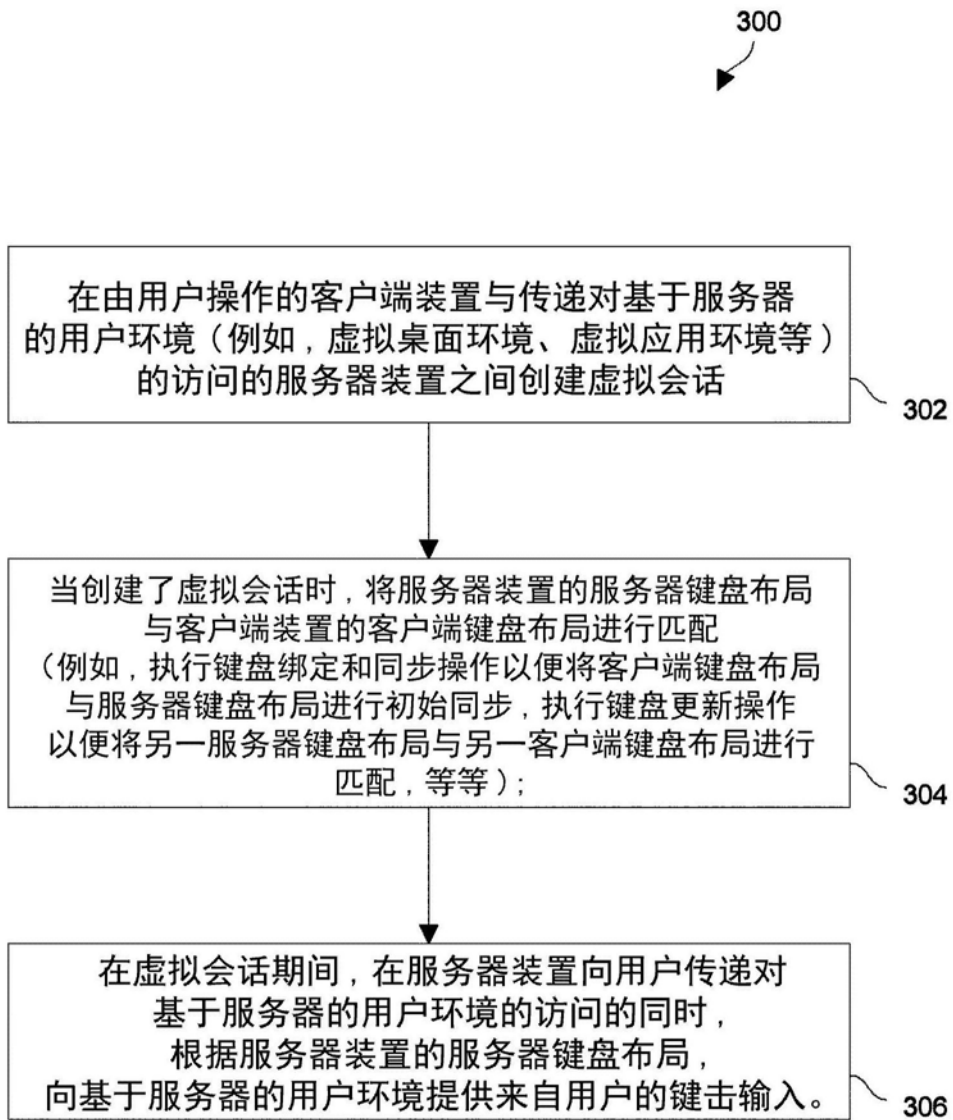 300
在由用户操作的客户端装置与传递对基于服务器
的用户环境（例如，虚拟桌面环境、虚拟应用环境等）
的访问的服务器装置之间创建虚拟会话
302
当创建了虚拟会话时，将服务器装置的服务器键盘布局
与客户端装置的客户端键盘布局进行匹配
（例如，执行键盘绑定和同步操作以便将客户端键盘布局
与服务器键盘布局进行初始同步，执行键盘更新操作
以便将另一服务器键盘布局与另一客户端键盘布局进行
匹配，等等）；
304
在虚拟会话期间，在服务器装置向用户传递对
基于服务器的用户环境的访问的同时，
根据服务器装置的服务器键盘布局，
向基于服务器的用户环境提供来自用户的键击输入。
306